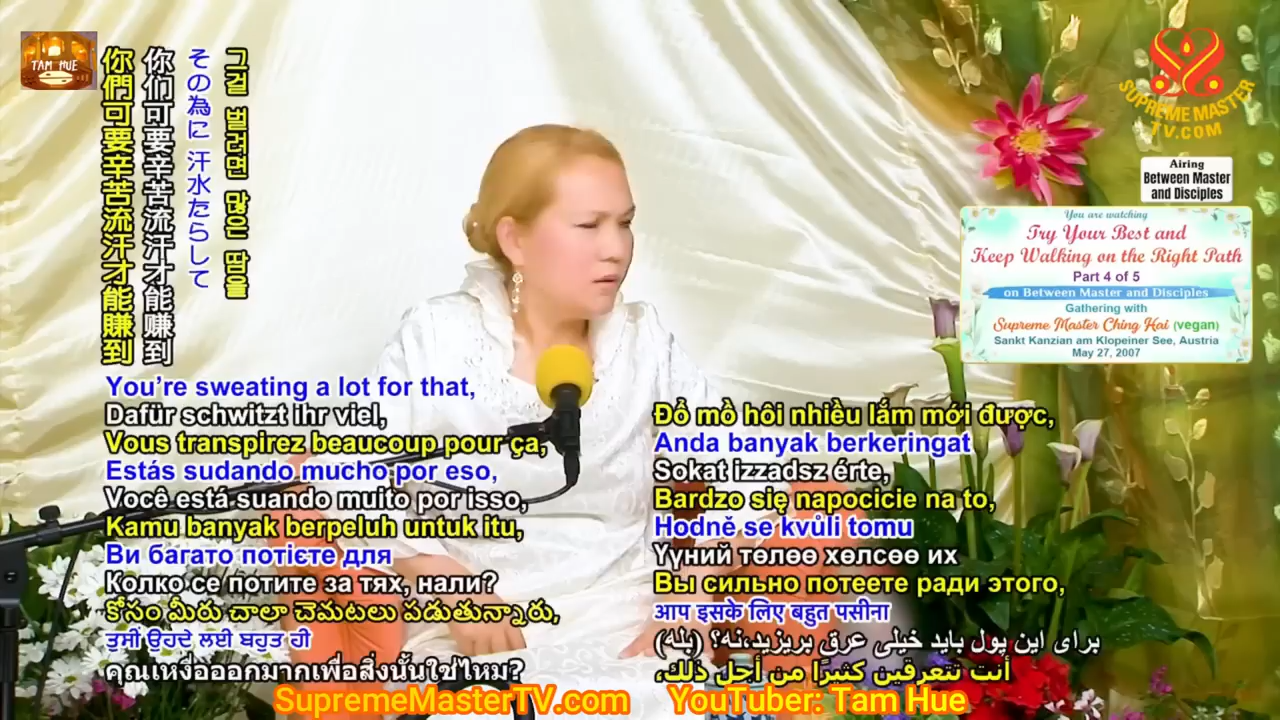 TAM HUE
你們可要辛苦流汗才能賺到
你们可要辛苦流汗才能赚到
その為に 汗水たらして
그걸 벌려면 많은 땀을
SUPREME MASTER
TV.COM
Airing
Between Master
and Disciples
You are watching
Try Your Best and
Keep Walking on the Right Path
Part 4 of 5
on Between Master and Disciples
Gathering with
Supreme Master Ching Hai (vegan)
Sankt Kanzian am Klopeiner See, Austria
May 27, 2007
You're sweating a lot for that,
Dafür schwitzt ihr viel,
Vous transpirez beaucoup pour ça,
Estás sudando mucho por eso,
Você está suando muito por isso,
Kamu banyak berpeluh untuk itu,
Ви багато потієте для
Колко се потите за тях, нали?
కోసం మీరు చాలా చెమటలు పడుతున్నారు,
ਤੁਸੀਂ ਉਹਦੇ ਲਈ ਬਹੁਤ ਹੀ
คุณเหงื่อออกมากเพื่อสิ่งนั้นใช่ไหม?
Đổ mồ hôi nhiều lắm mới được,
Anda banyak berkeringat
Sokat izzadsz érte,
Bardzo się napocicie na to,
Hodně se kvůli tomu
Үүний төлөө хөлсөө их
Вы сильно потеете ради этого,
आप इसके लिए बहुत पसीना
برای این پول باید خیلی عرق بریزید،نه؟ (بله)
أنت تتعرقين كثيرًا من أجل ذلك،
SupremeMasterTV.com
YouTuber: Tam Hue